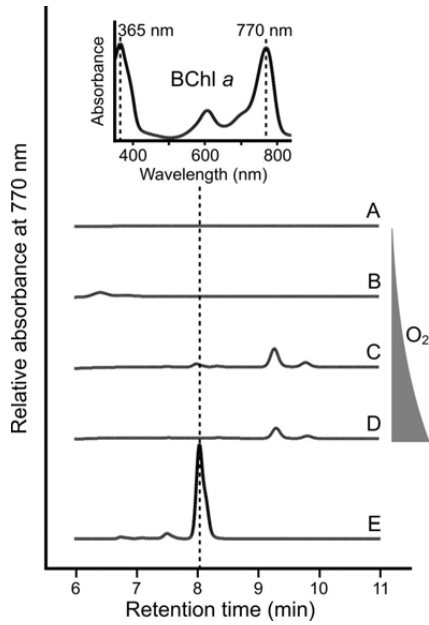 365 nm 770 nm
BChl a
Absorbance
400 600 800
Wavelength (nm)
Relative absorbance at 770 nm
A
B
C
D
E
O₂
6 7 8 9 10 11
Retention time (min)